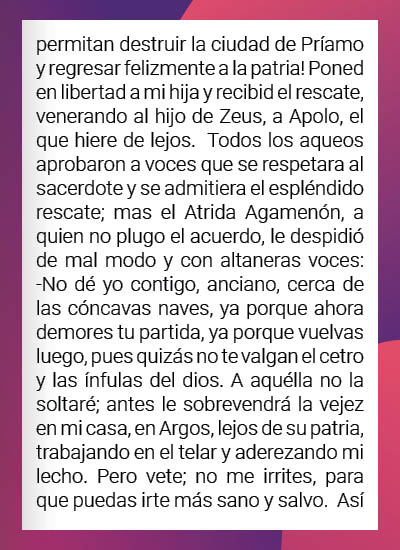 permitan destruir la ciudad de Príamo
y regresar felizmente a la patria! Poned
en libertad a mi hija y recibid el rescate,
venerando al hijo de Zeus, a Apolo, el
que hiere de lejos.  Todos los aqueos
aprobaron a voces que se respetara al
sacerdote y se admitiera el espléndido
rescate; mas el Atrida Agamenón, a
quien no plugo el acuerdo, le despidió
de mal modo y con altaneras voces:
-No dé yo contigo, anciano, cerca de
las cóncavas naves, ya porque ahora
demores tu partida, ya porque vuelvas
luego, pues quizás no te valgan el cetro
y las ínfulas del dios. A aquélla no la
soltaré; antes le sobrevendrá la vejez
en mi casa, en Argos, lejos de su patria,
trabajando en el telar y aderezando mi
lecho. Pero vete; no me irrites, para
que puedas irte más sano y salvo.  Así